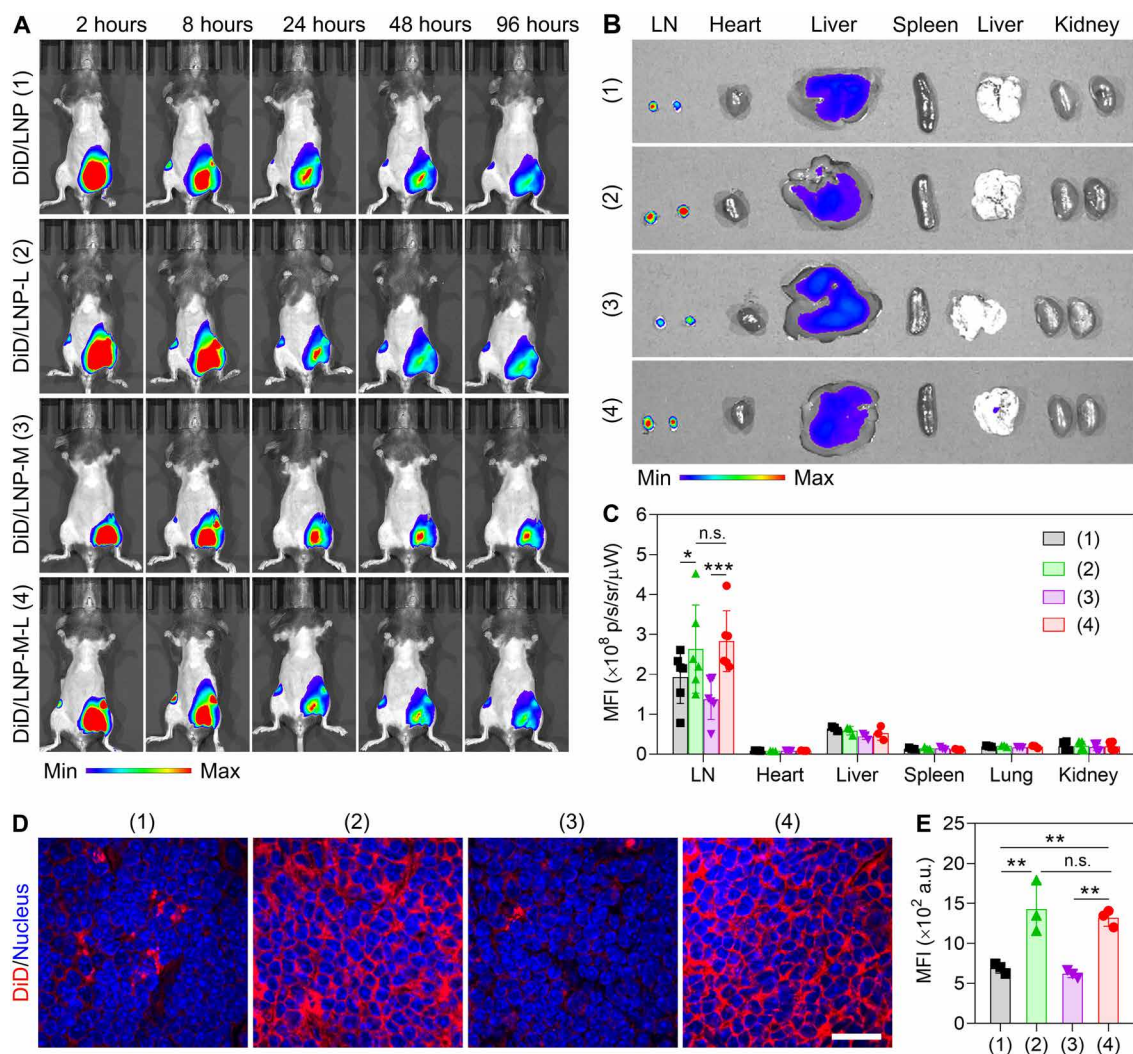 A
2 hours 8 hours 24 hours 48 hours 96 hours
DiD/LNP (1)
DiD/LNP-L (2)
DiD/LNP-M (3)
DiD/LNP-M-L (4)
Min Max
B
LN Heart Liver Spleen Liver Kidney
(1)
(2)
(3)
(4)
Min Max
C
MFI (×10⁸ p/s/sr/μW)
6
5
4
3
2
1
0
n.s.
* ***
(1)
(2)
(3)
(4)
LN Heart Liver Spleen Lung Kidney
D
(1) (2) (3) (4)
DiD/Nucleus
E
MFI (×10² a.u.)
25
20
15
10
5
0
**
** n.s.
**
(1) (2) (3) (4)